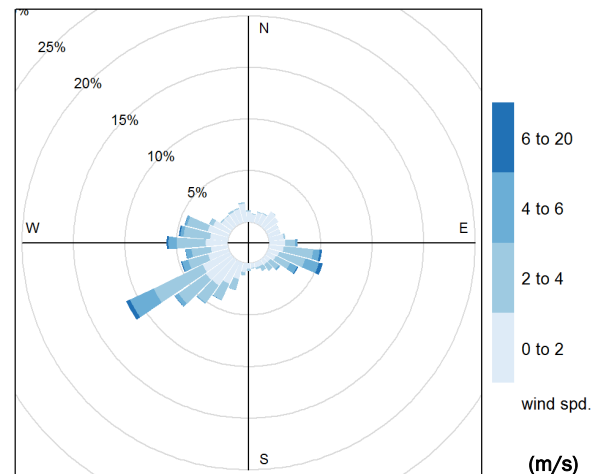 %
25%
20%
15%
10%
5%
N
W
E
S
6 to 20
4 to 6
2 to 4
0 to 2
wind spd.
(m/s)